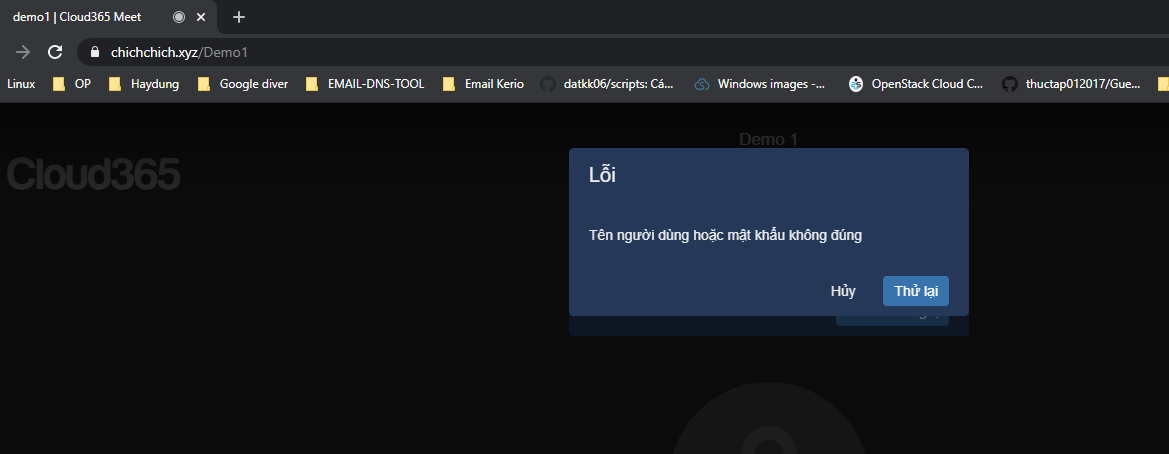 demo1 | Cloud365 Meet
chichchich.xyz/Demo1
Linux OP Haydung Google diver EMAIL-DNS-TOOL Email Kerio datkk06/scripts: Cá... Windows images -... OpenStack Cloud C... thuctap012017/Gue...
Demo 1
Cloud365
Lỗi
Tên người dùng hoặc mật khẩu không đúng
Hủy Thử lại